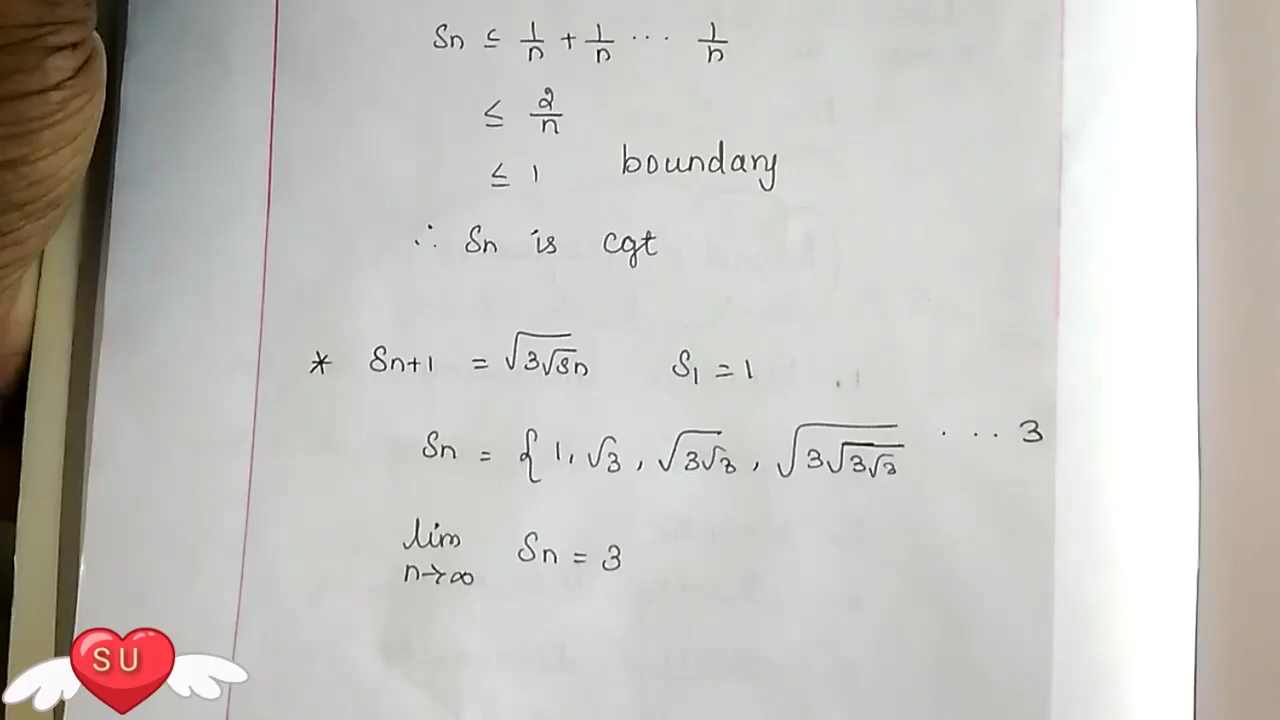 Sn ≤ 1/n + 1/n ... 1/n
≤ 2/n
≤ 1 boundary
∴ Sn is cgt
* Sn+1 = √3√Sn S₁ = 1
Sn = { 1, √3, √3√3, √3√3√3 .... 3
lim n→∞ Sn = 3
SU